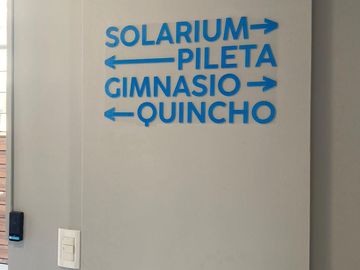 SOLARIUM →
← PILETA
GIMNASIO →
← QUINCHO